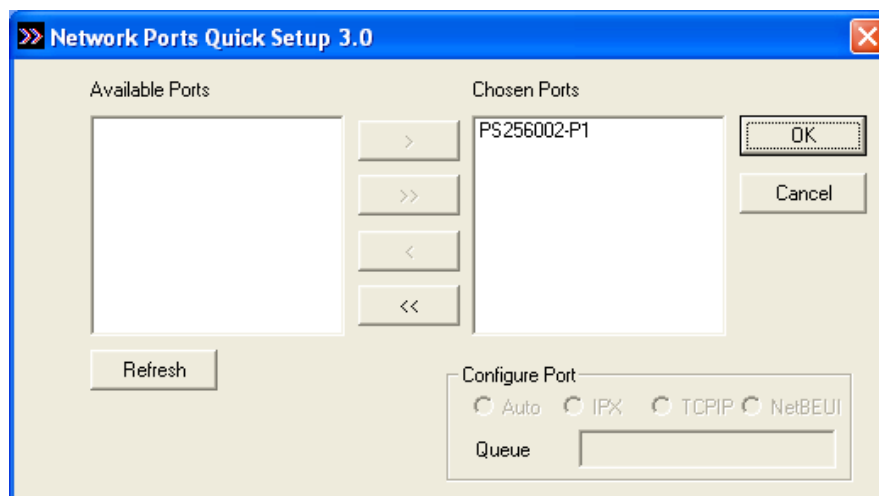 Network Ports Quick Setup 3.0
Available Ports
Chosen Ports
PS256002-P1
>
>>
<
<<
OK
Cancel
Refresh
Configure Port
Auto IPX TCPIP NetBEUI
Queue